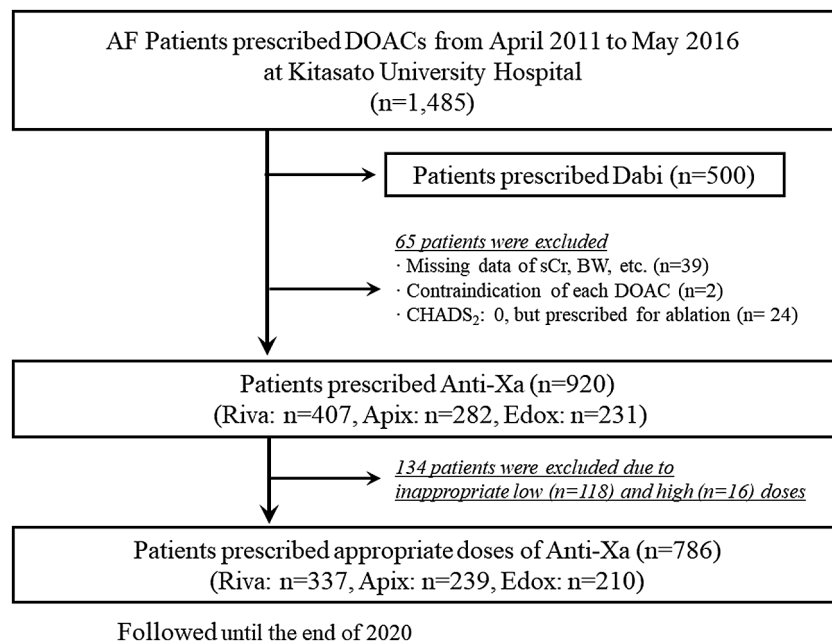 AF Patients prescribed DOACs from April 2011 to May 2016
at Kitasato University Hospital
(n=1,485)
Patients prescribed Dabi (n=500)
65 patients were excluded
· Missing data of sCr, BW, etc. (n=39)
· Contraindication of each DOAC (n=2)
· CHADS₂: 0, but prescribed for ablation (n= 24)
Patients prescribed Anti-Xa (n=920)
(Riva: n=407, Apix: n=282, Edox: n=231)
134 patients were excluded due to
inappropriate low (n=118) and high (n=16) doses
Patients prescribed appropriate doses of Anti-Xa (n=786)
(Riva: n=337, Apix: n=239, Edox: n=210)
Followed until the end of 2020